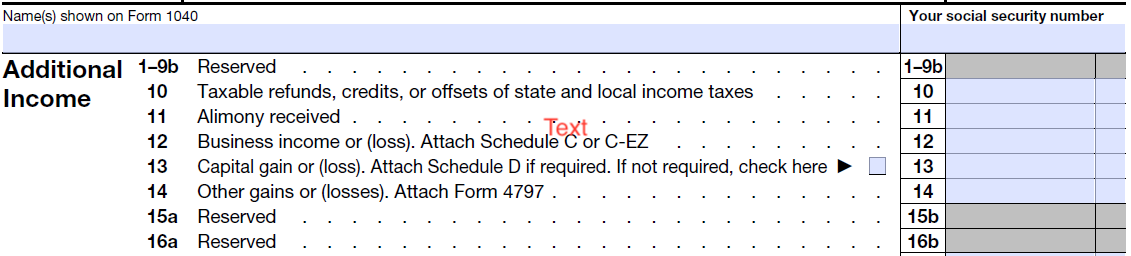 Name(s) shown on Form 1040 Your social security number
Additional Income
1–9b Reserved . . . . . . . . . . . . . . . . . . . . . . . . 1–9b
10 Taxable refunds, credits, or offsets of state and local income taxes . . . . . 10
11 Alimony received . . . . . . . . . . . . . . . . . . . . . . 11
Text
12 Business income or (loss). Attach Schedule C or C-EZ . . . . . . . . . 12
13 Capital gain or (loss). Attach Schedule D if required. If not required, check here ▶ 13
14 Other gains or (losses). Attach Form 4797 . . . . . . . . . . . . . . 14
15a Reserved . . . . . . . . . . . . . . . . . . . . . . . . 15b
16a Reserved . . . . . . . . . . . . . . . . . . . . . . . . 16b